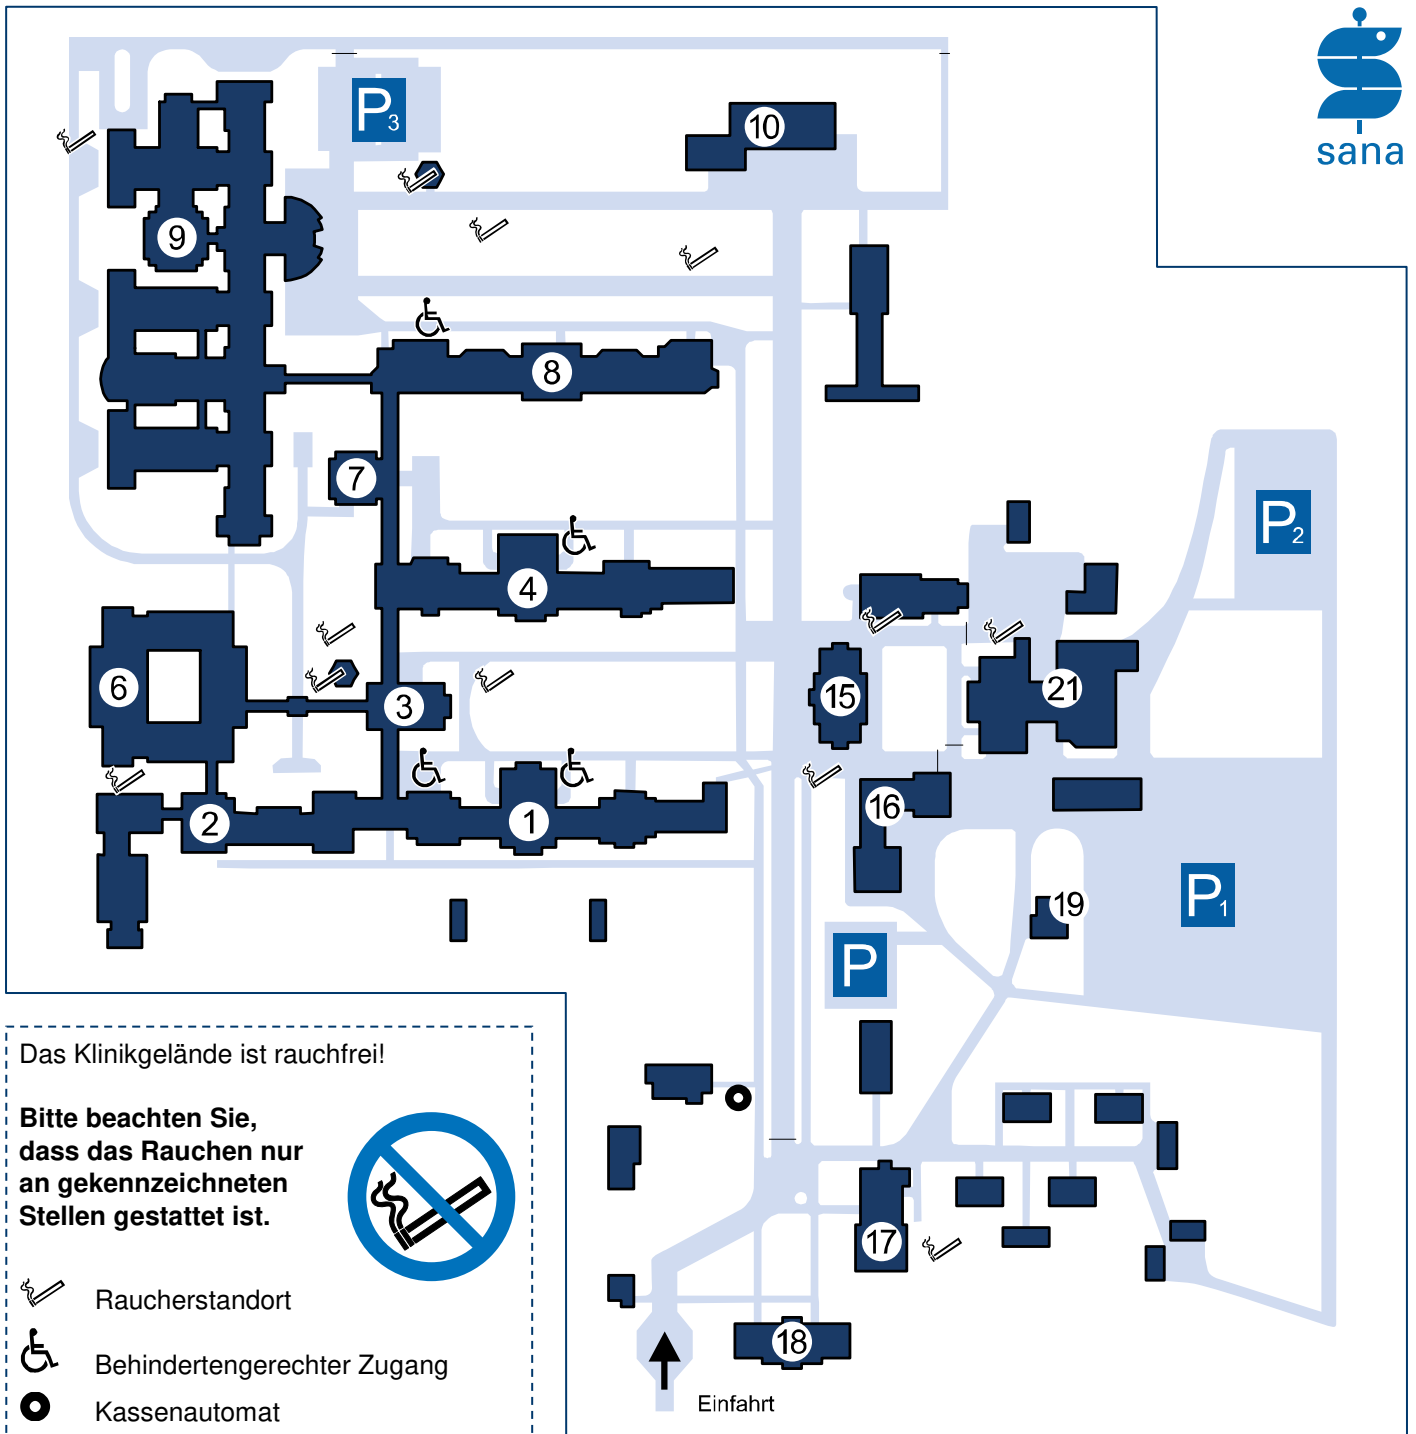 sana
P3
10
9
8
7
P2
4
6
3
15
21
2
1
16
19
P1
P
17
18
Einfahrt
Das Klinikgelände ist rauchfrei!
Bitte beachten Sie,
dass das Rauchen nur
an gekennzeichneten
Stellen gestattet ist.
Raucherstandort
Behindertengerechter Zugang
Kassenautomat